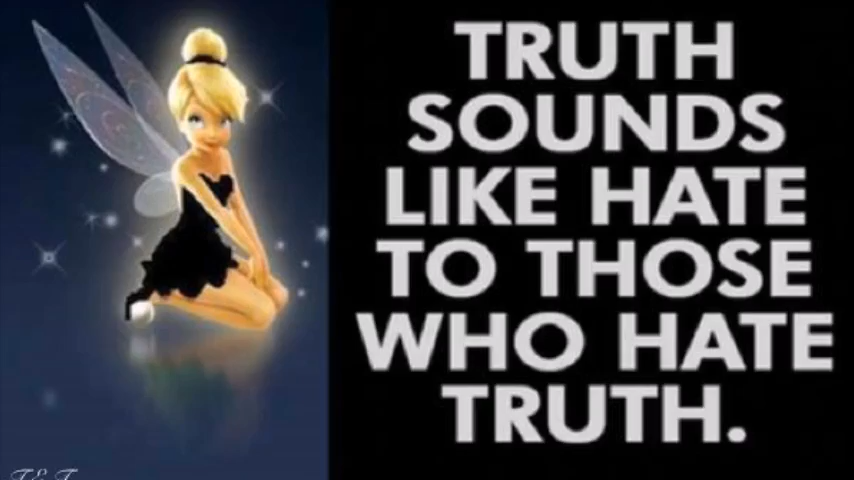 TRUTH
SOUNDS
LIKE HATE
TO THOSE
WHO HATE
TRUTH.
T&T